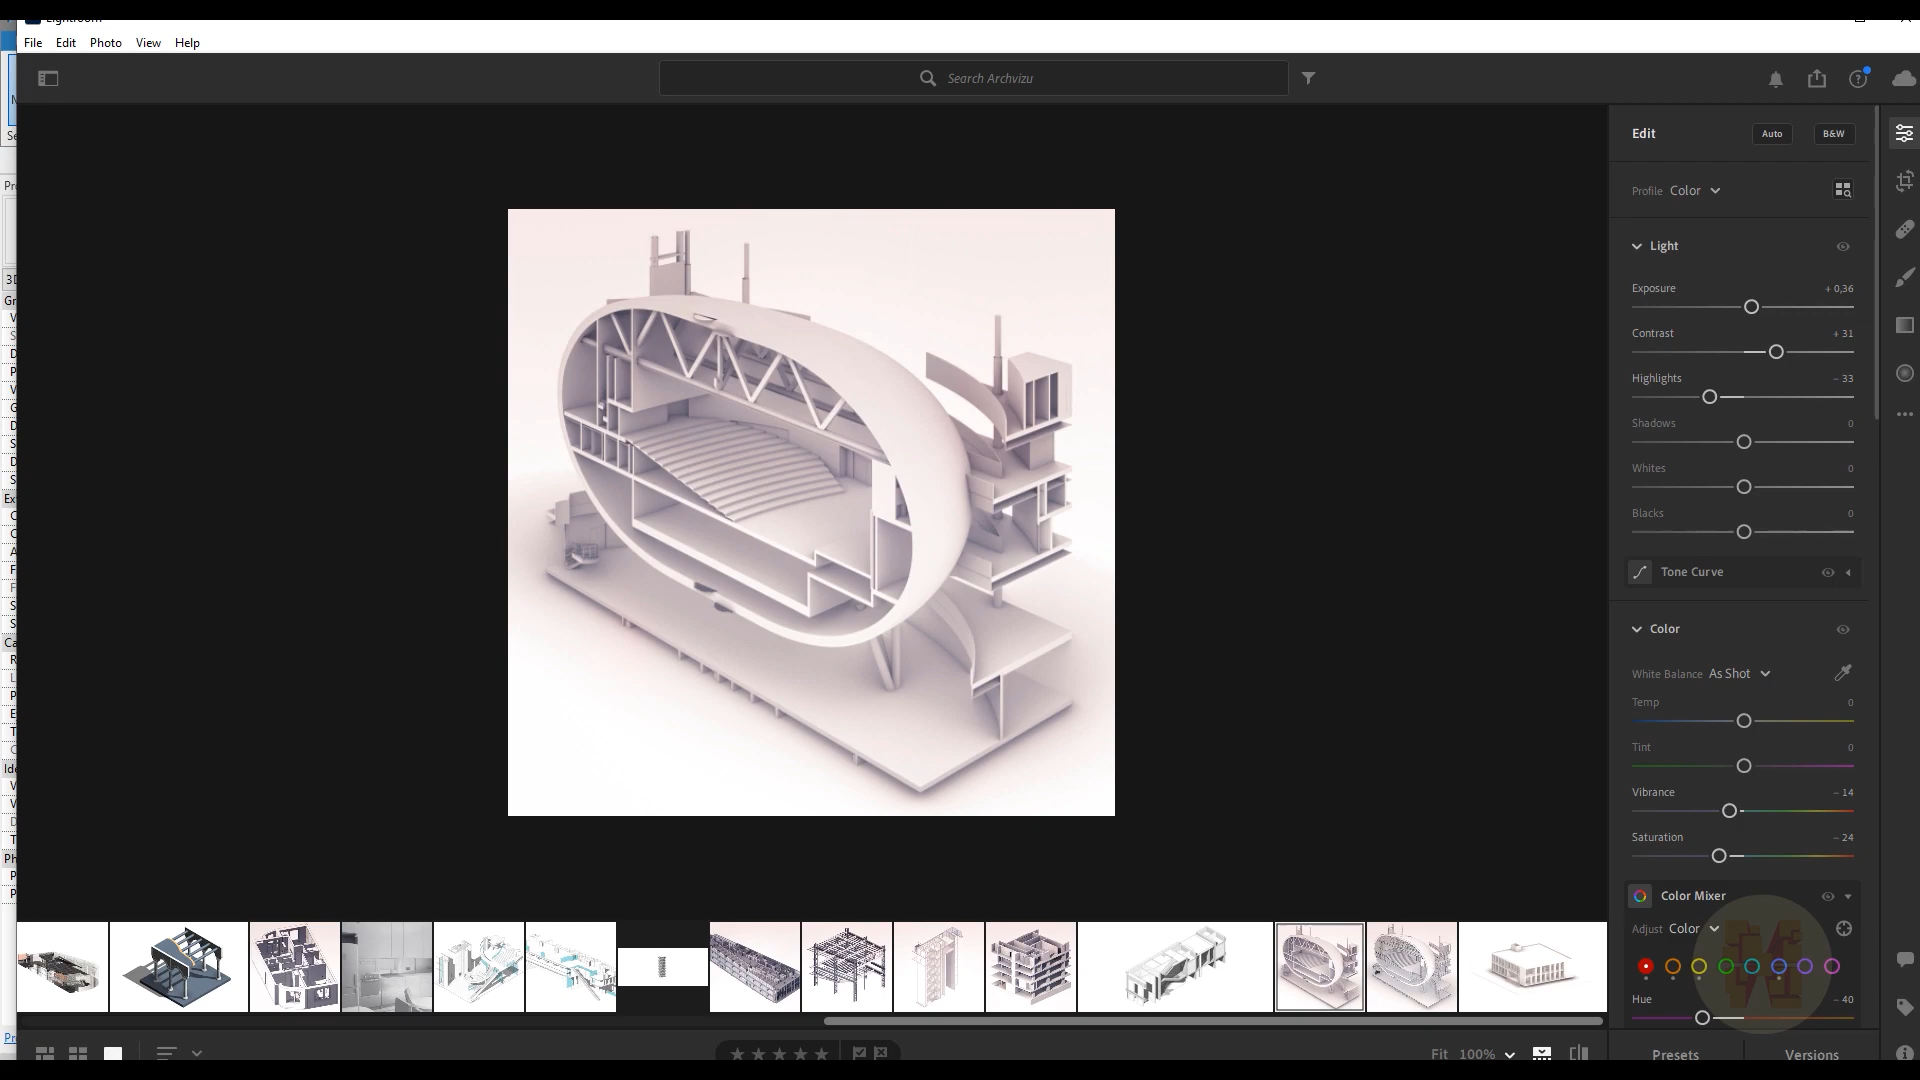 Lightroom
File Edit Photo View Help
Search Archvizu
Edit Auto B&W
Profile Color
Light
Exposure + 0,36
Contrast + 31
Highlights – 33
Shadows 0
Whites 0
Blacks 0
Tone Curve
Color
White Balance As Shot
Temp 0
Tint 0
Vibrance – 14
Saturation – 24
Color Mixer
Adjust Color
Hue – 40
Fit 100%
Presets Versions